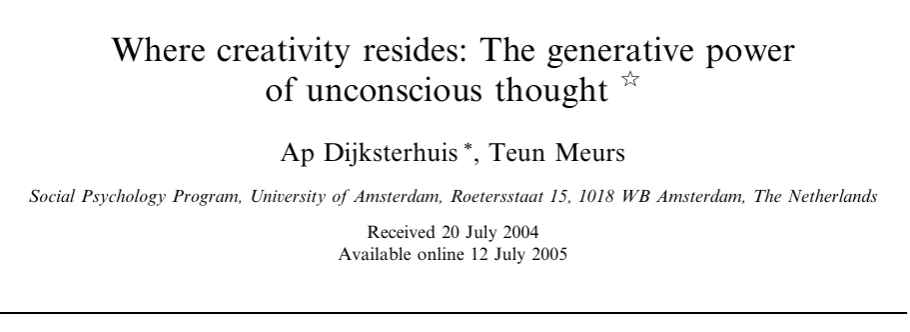 Where creativity resides: The generative power
of unconscious thought ☆
Ap Dijksterhuis *, Teun Meurs
Social Psychology Program, University of Amsterdam, Roetersstaat 15, 1018 WB Amsterdam, The Netherlands
Received 20 July 2004
Available online 12 July 2005